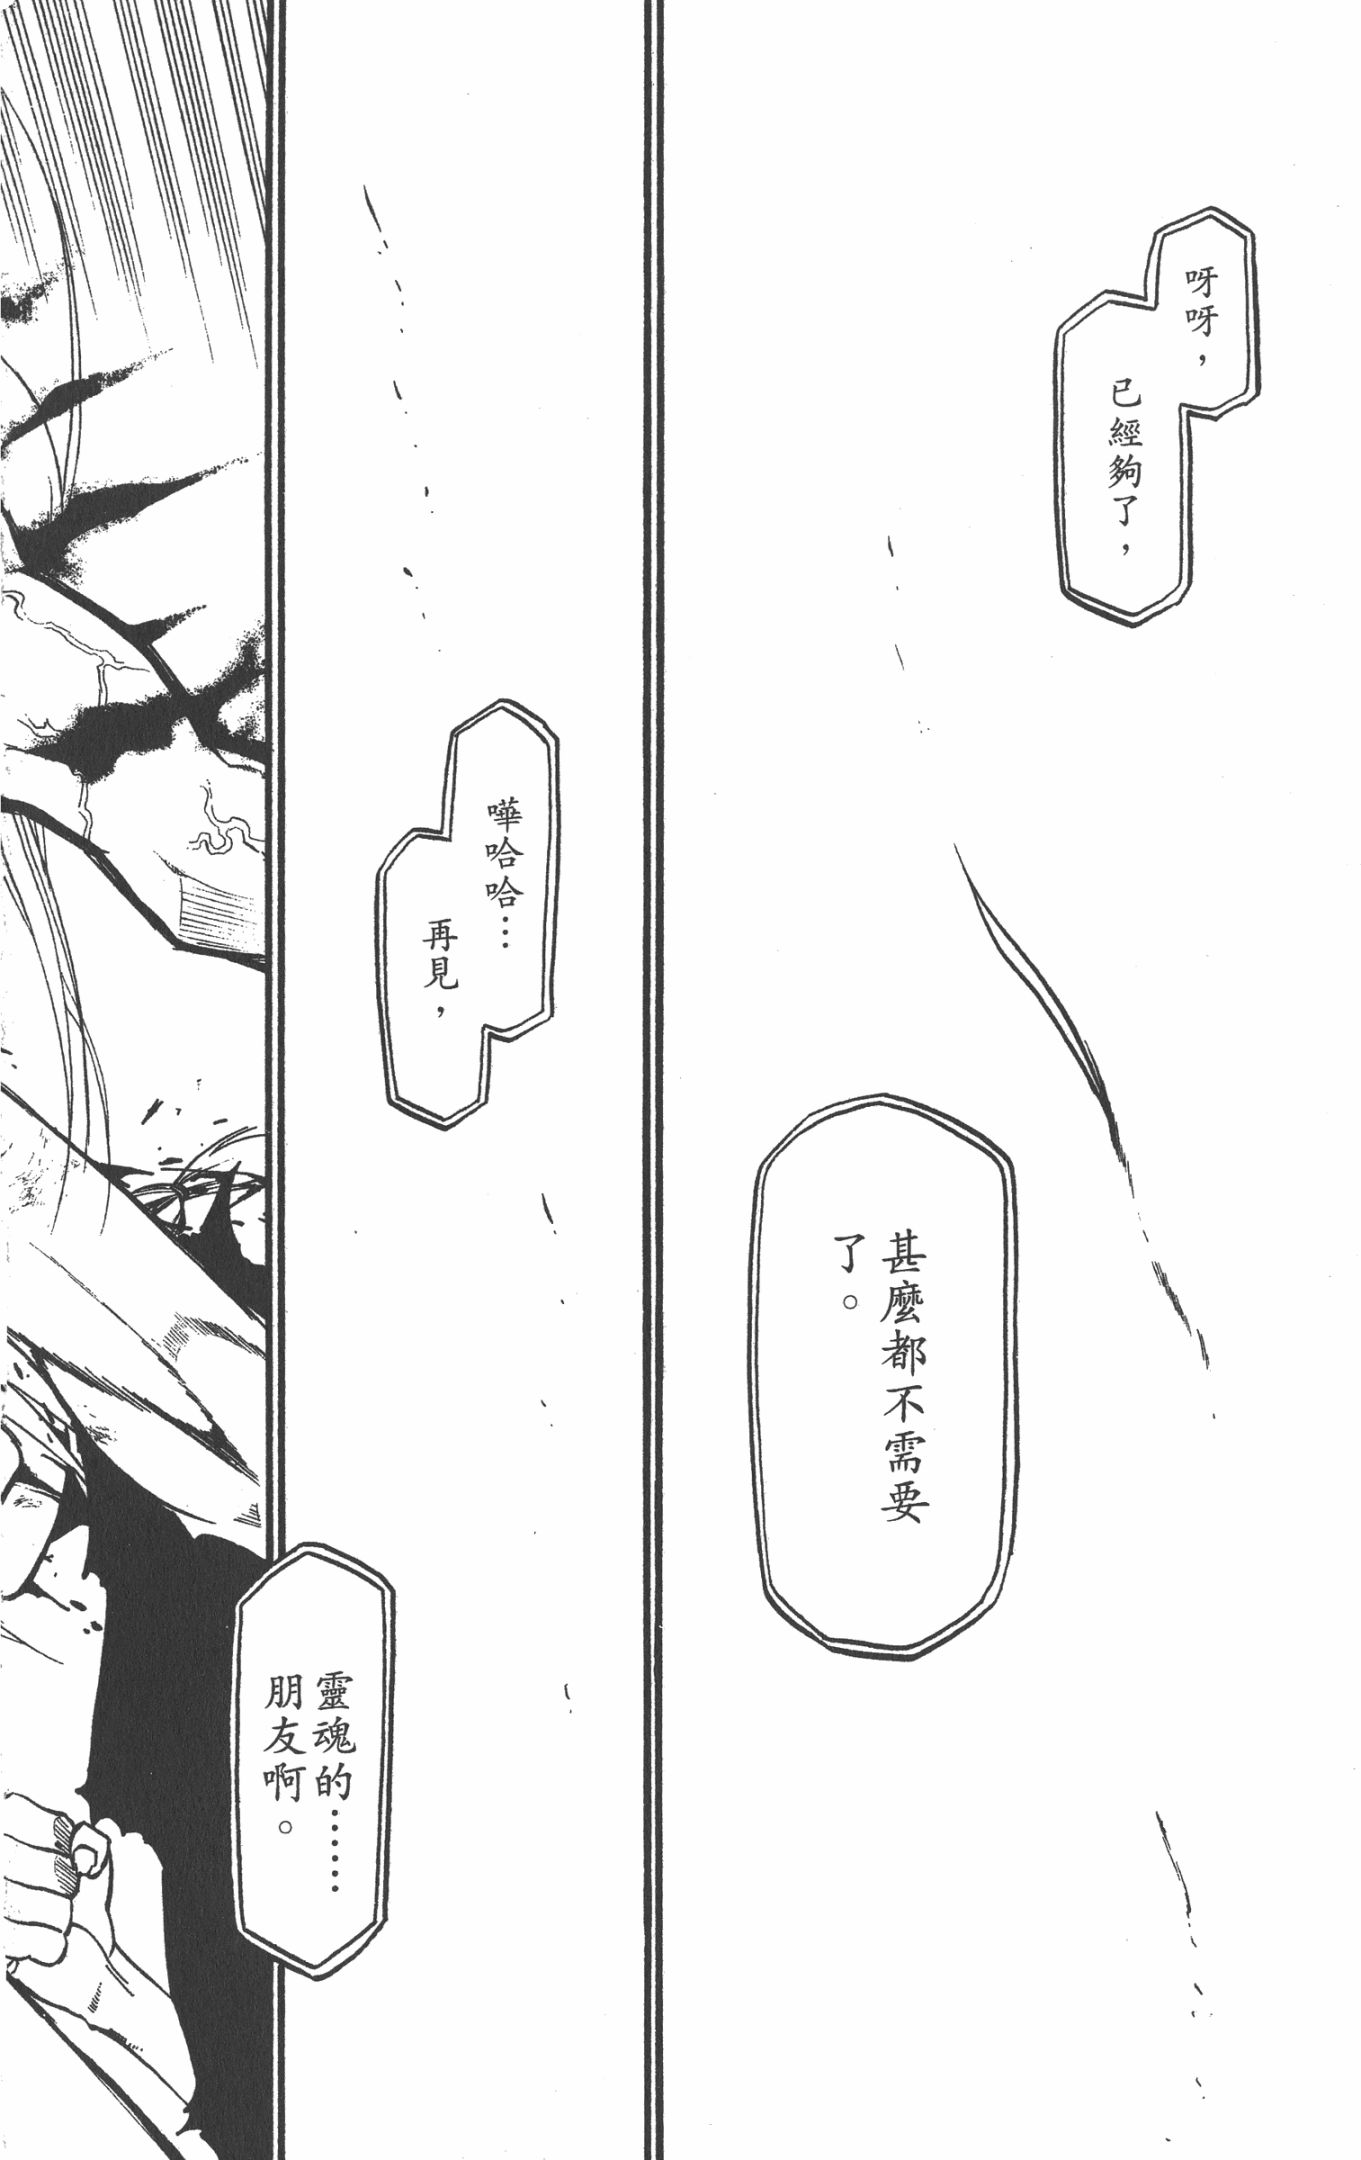 呀呀，
已經夠了，
甚麼都不需要
了。
嘩哈哈…
再見，
靈魂的……
朋友啊。